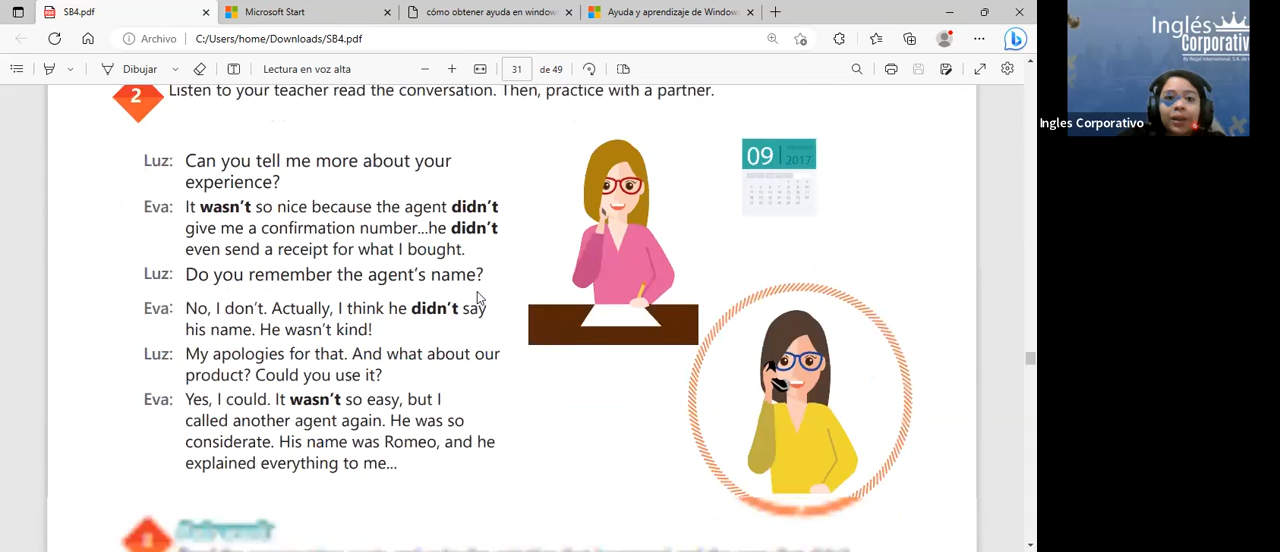 SB4.pdf
Microsoft Start
cómo obtener ayuda en window
Ayuda y aprendizaje de Window
Archivo
C:/Users/home/Downloads/SB4.pdf
Dibujar
Lectura en voz alta
31
de 49
2
Listen to your teacher read the conversation. Then, practice with a partner.
Luz: Can you tell me more about your
experience?
Eva: It wasn't so nice because the agent didn't
give me a confirmation number...he didn't
even send a receipt for what I bought.
Luz: Do you remember the agent's name?
Eva: No, I don't. Actually, I think he didn't say
his name. He wasn't kind!
Luz: My apologies for that. And what about our
product? Could you use it?
Eva: Yes, I could. It wasn't so easy, but I
called another agent again. He was so
considerate. His name was Romeo, and he
explained everything to me...
09
2017
Inglés
Corporativ
Ingles Corporativo